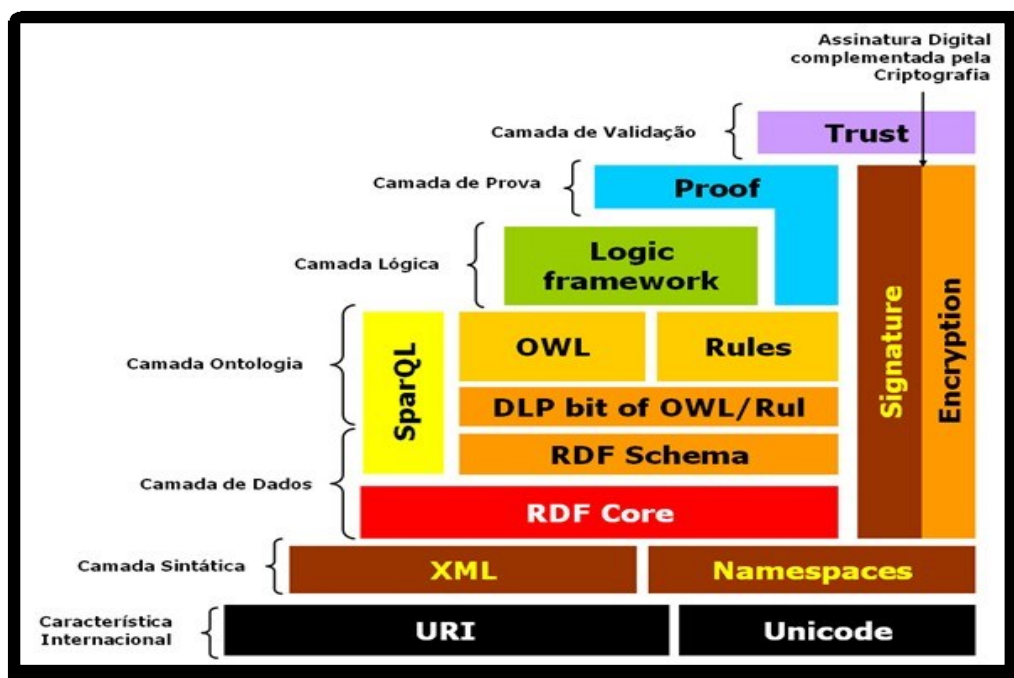 Assinatura Digital
complementada pela
Criptografia
Camada de Validação
Trust
Camada de Prova
Proof
Camada Lógica
Logic
framework
Camada Ontologia
SparQL
OWL
Rules
DLP bit of OWL/Rul
Signature
Encryption
Camada de Dados
RDF Schema
RDF Core
Camada Sintática
XML
Namespaces
Característica
Internacional
URI
Unicode